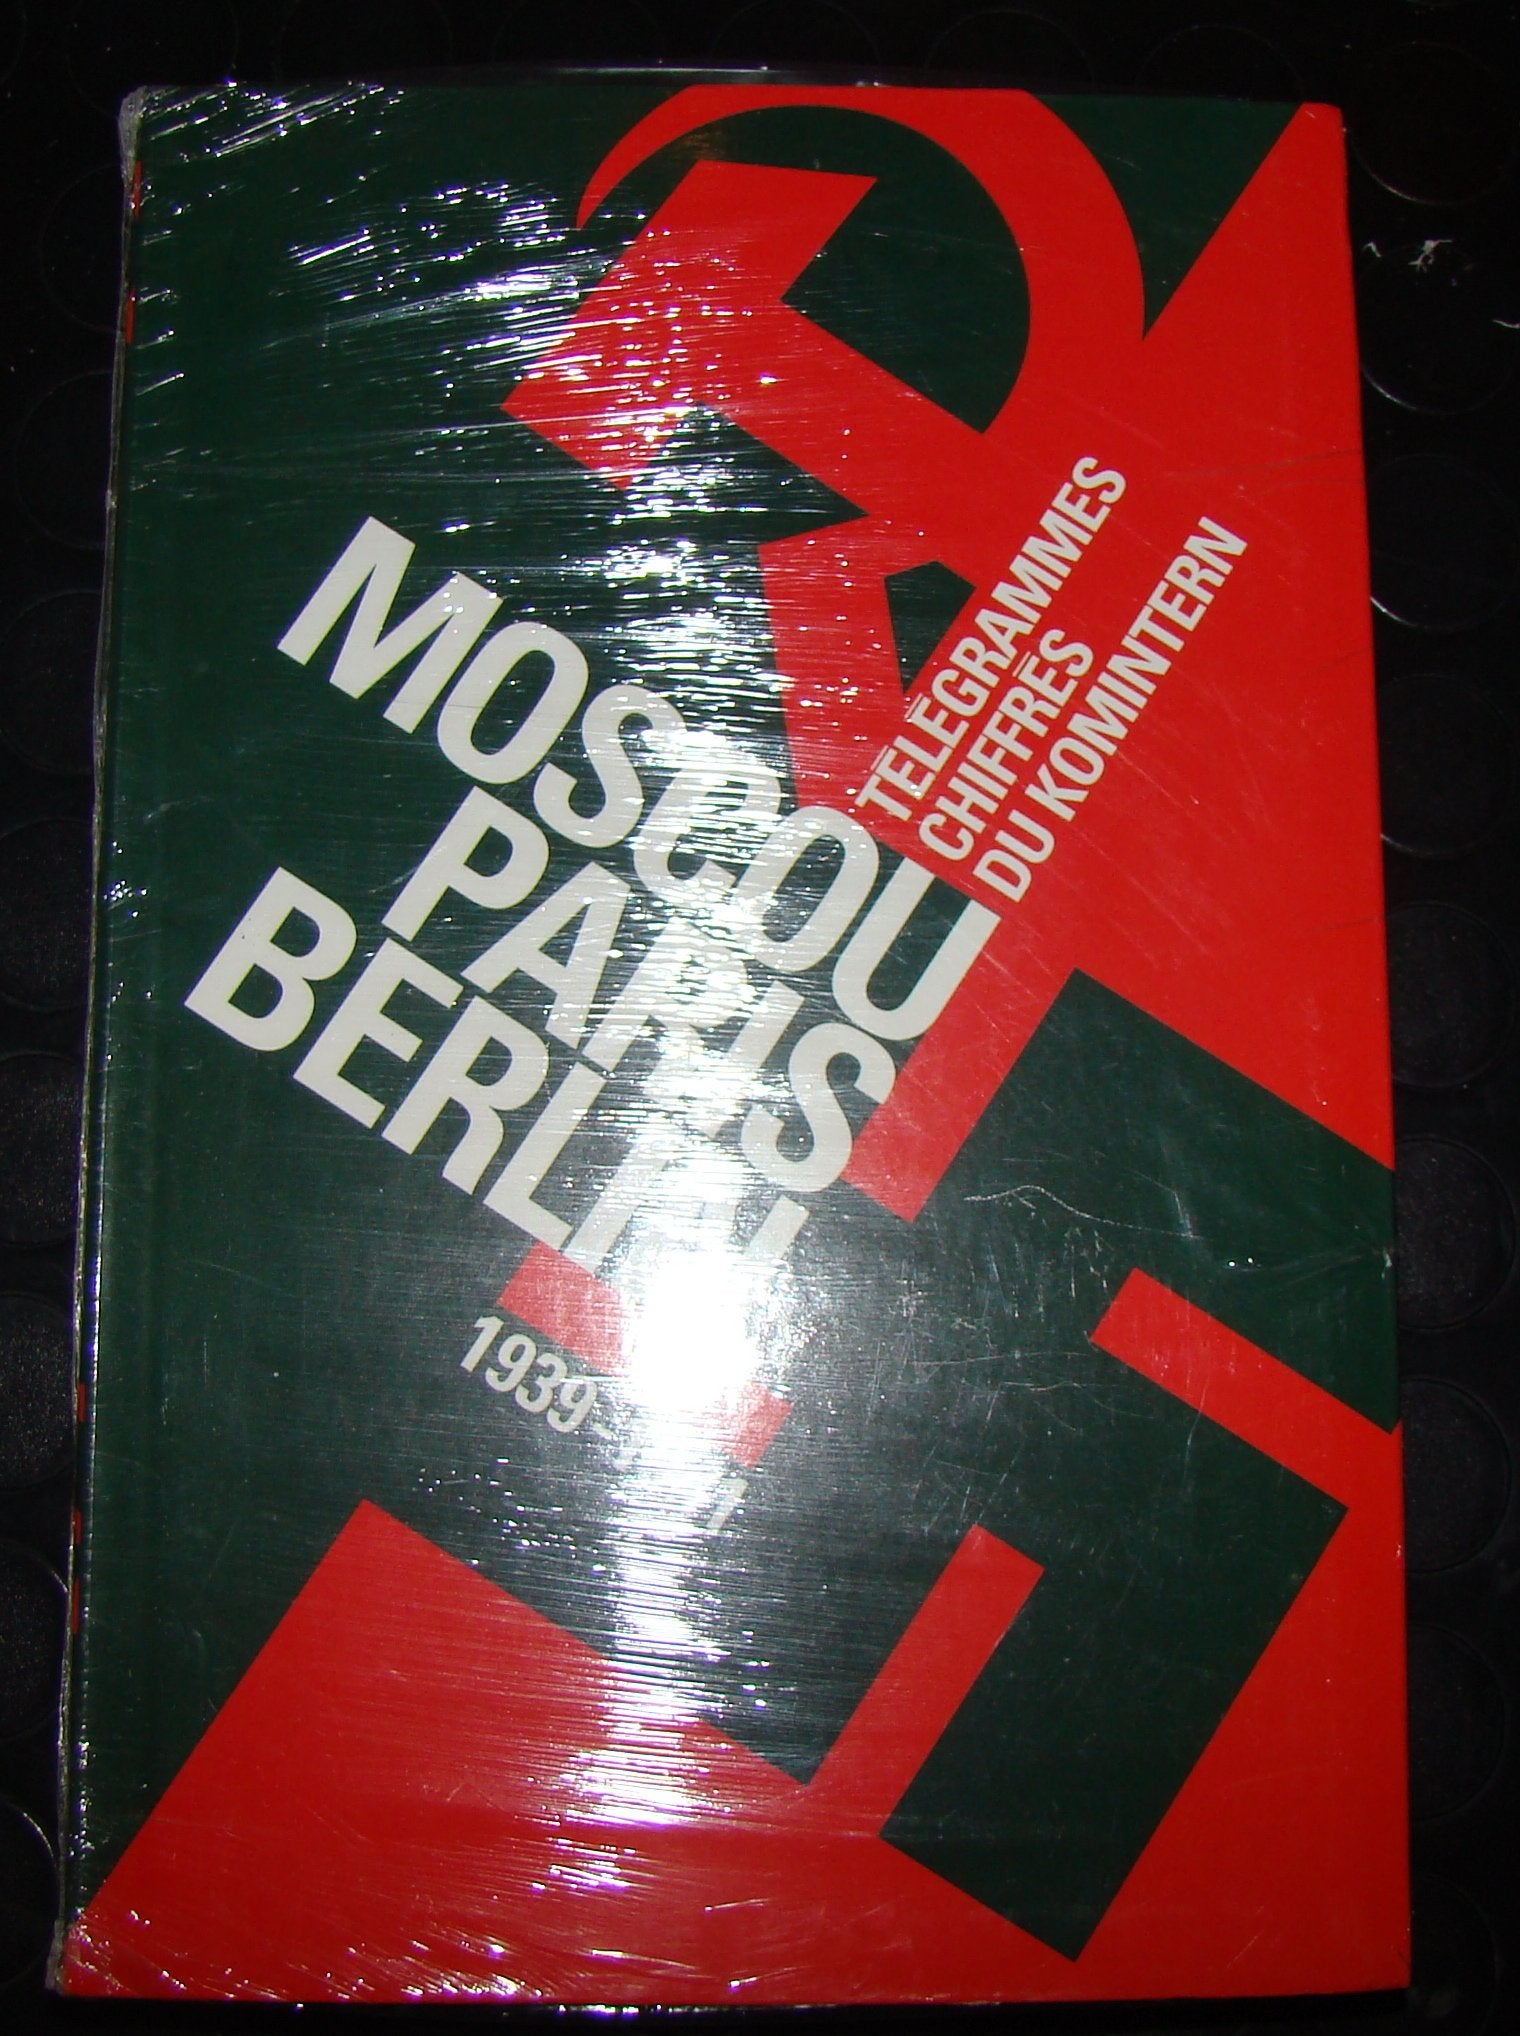 TÉLÉGRAMMES
CHIFFRÉS
DU KOMINTERN
MOSCOU
PARIS
BERLIN
1939-